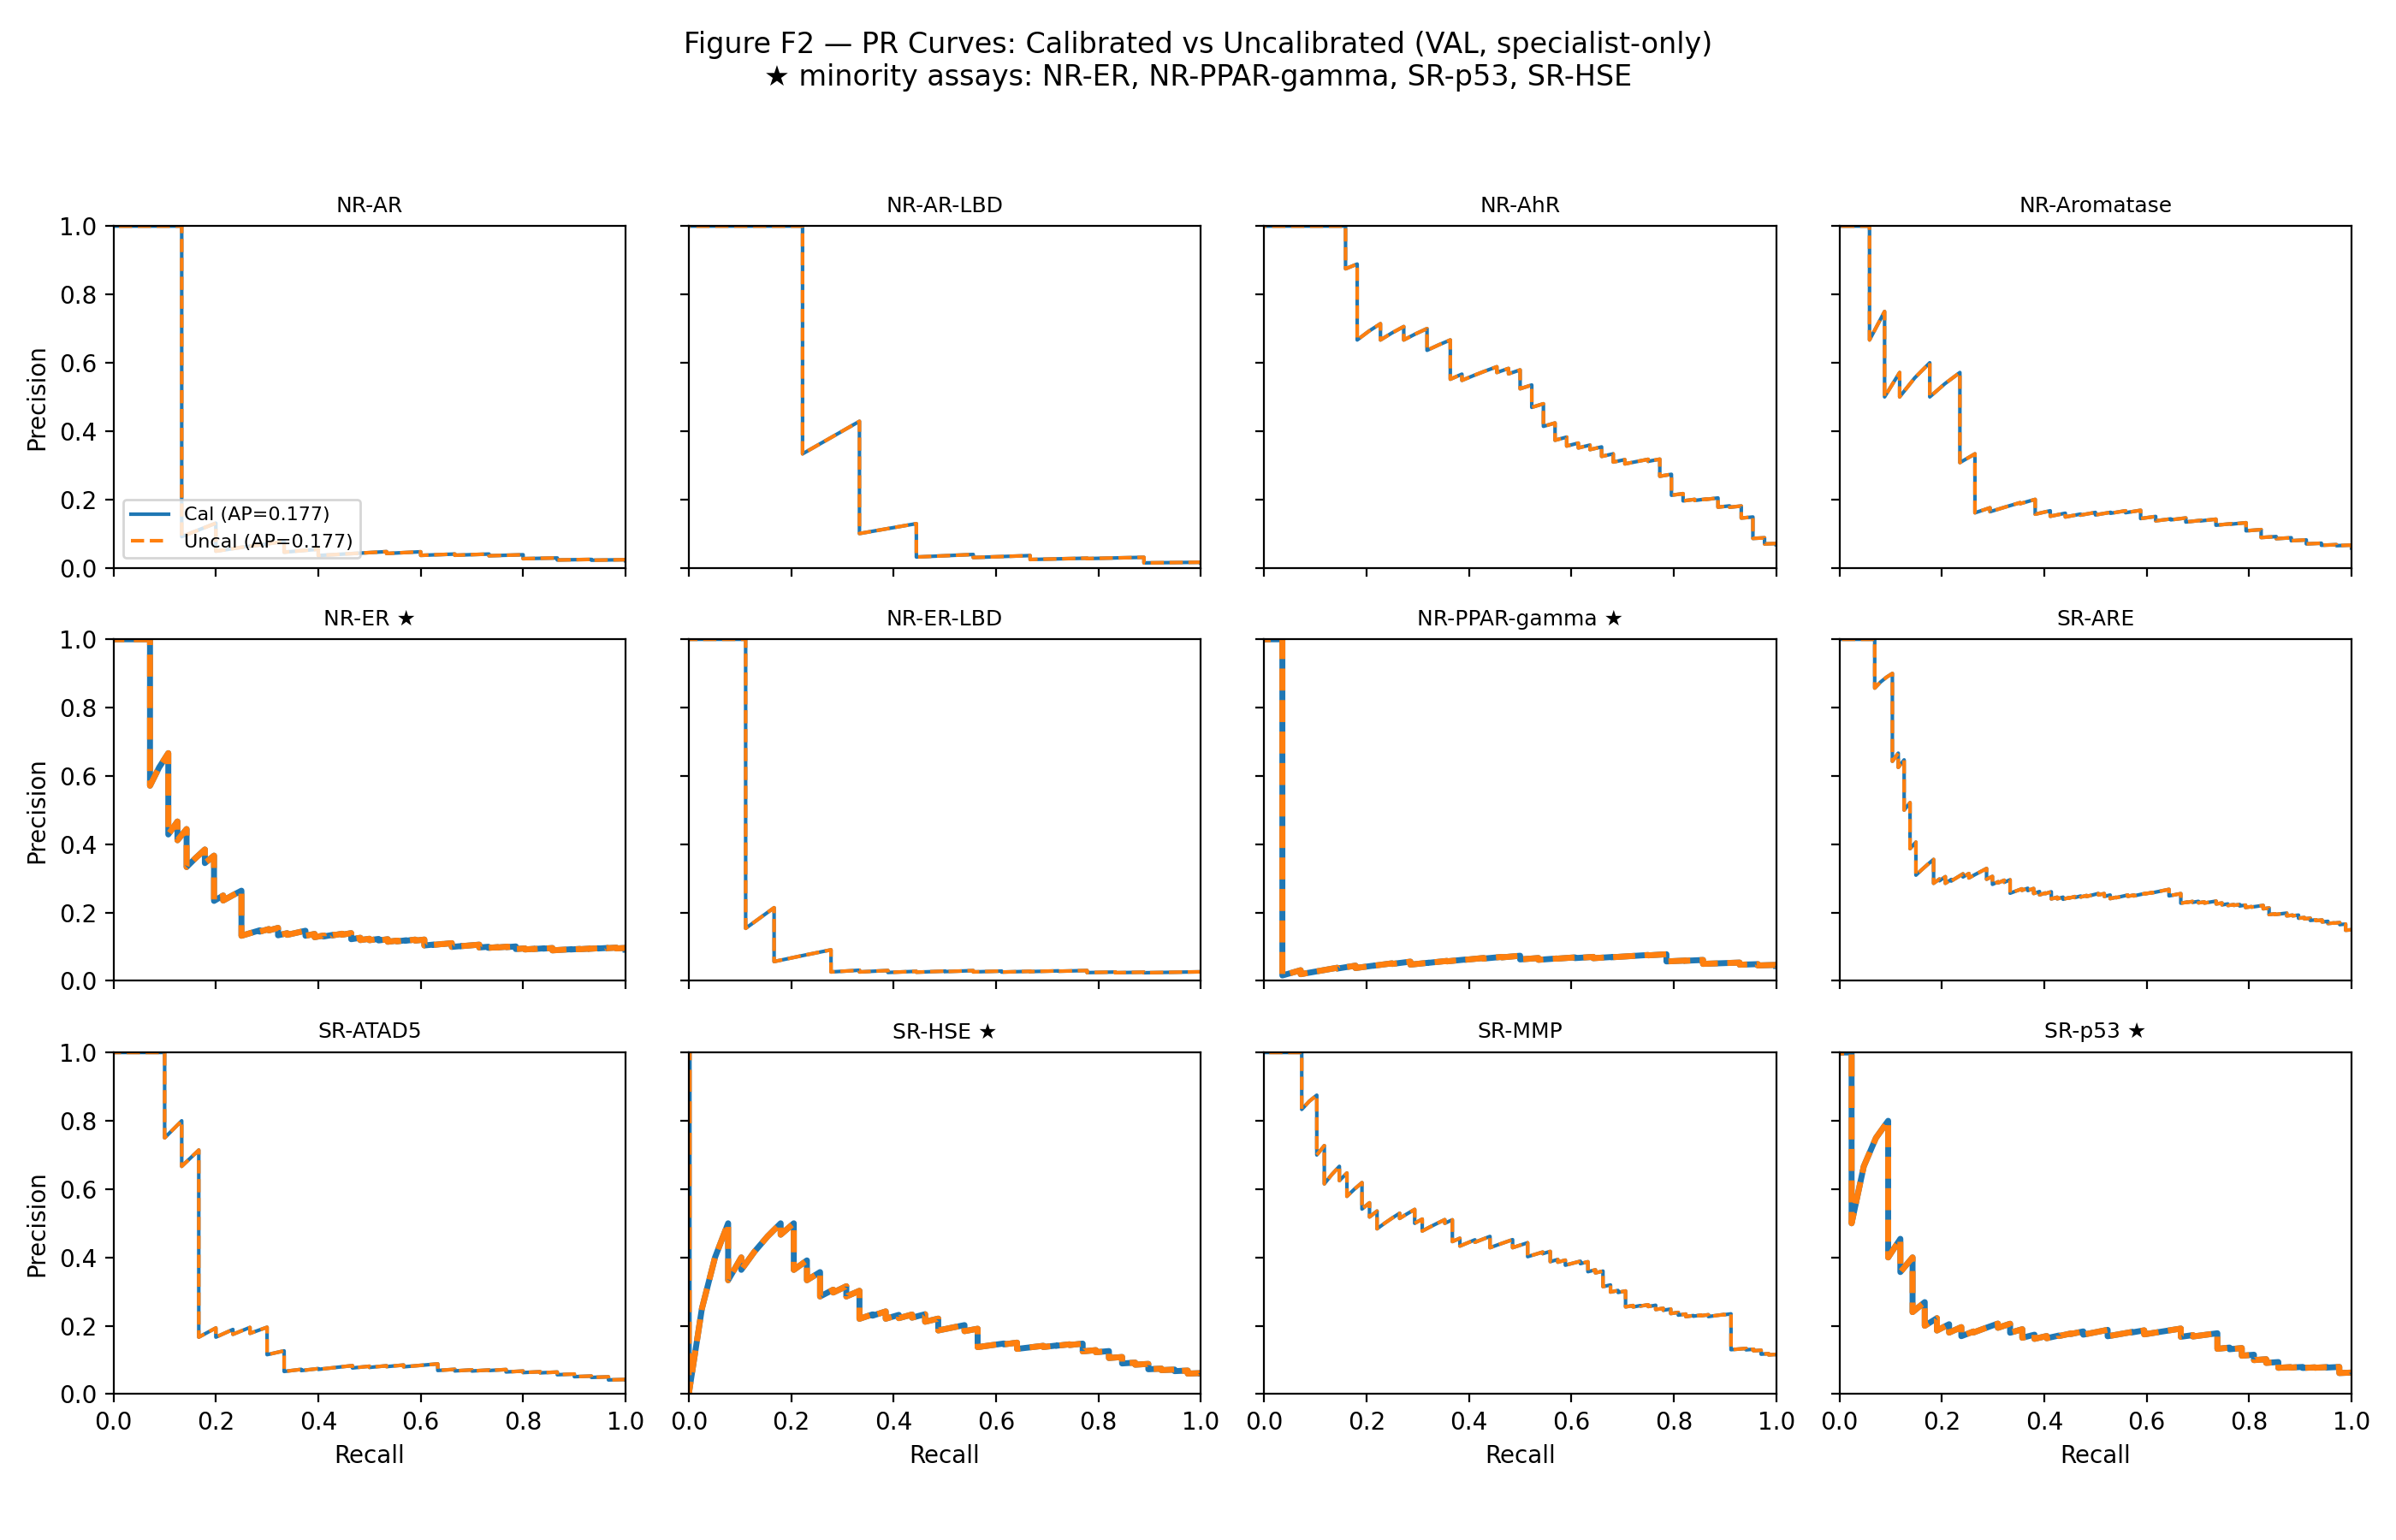 Figure F2 — PR Curves: Calibrated vs Uncalibrated (VAL, specialist-only)
★ minority assays: NR-ER, NR-PPAR-gamma, SR-p53, SR-HSE
NR-AR
NR-AR-LBD
NR-AhR
NR-Aromatase
1.0
0.8
0.6
0.4
0.2
0.0
Precision
Cal (AP=0.177)
Uncal (AP=0.177)
NR-ER ★
NR-ER-LBD
NR-PPAR-gamma ★
SR-ARE
1.0
0.8
0.6
0.4
0.2
0.0
Precision
SR-ATAD5
SR-HSE ★
SR-MMP
SR-p53 ★
1.0
0.8
0.6
0.4
0.2
0.0
Precision
0.0 0.2 0.4 0.6 0.8 1.0
0.0 0.2 0.4 0.6 0.8 1.0
0.0 0.2 0.4 0.6 0.8 1.0
0.0 0.2 0.4 0.6 0.8 1.0
Recall
Recall
Recall
Recall